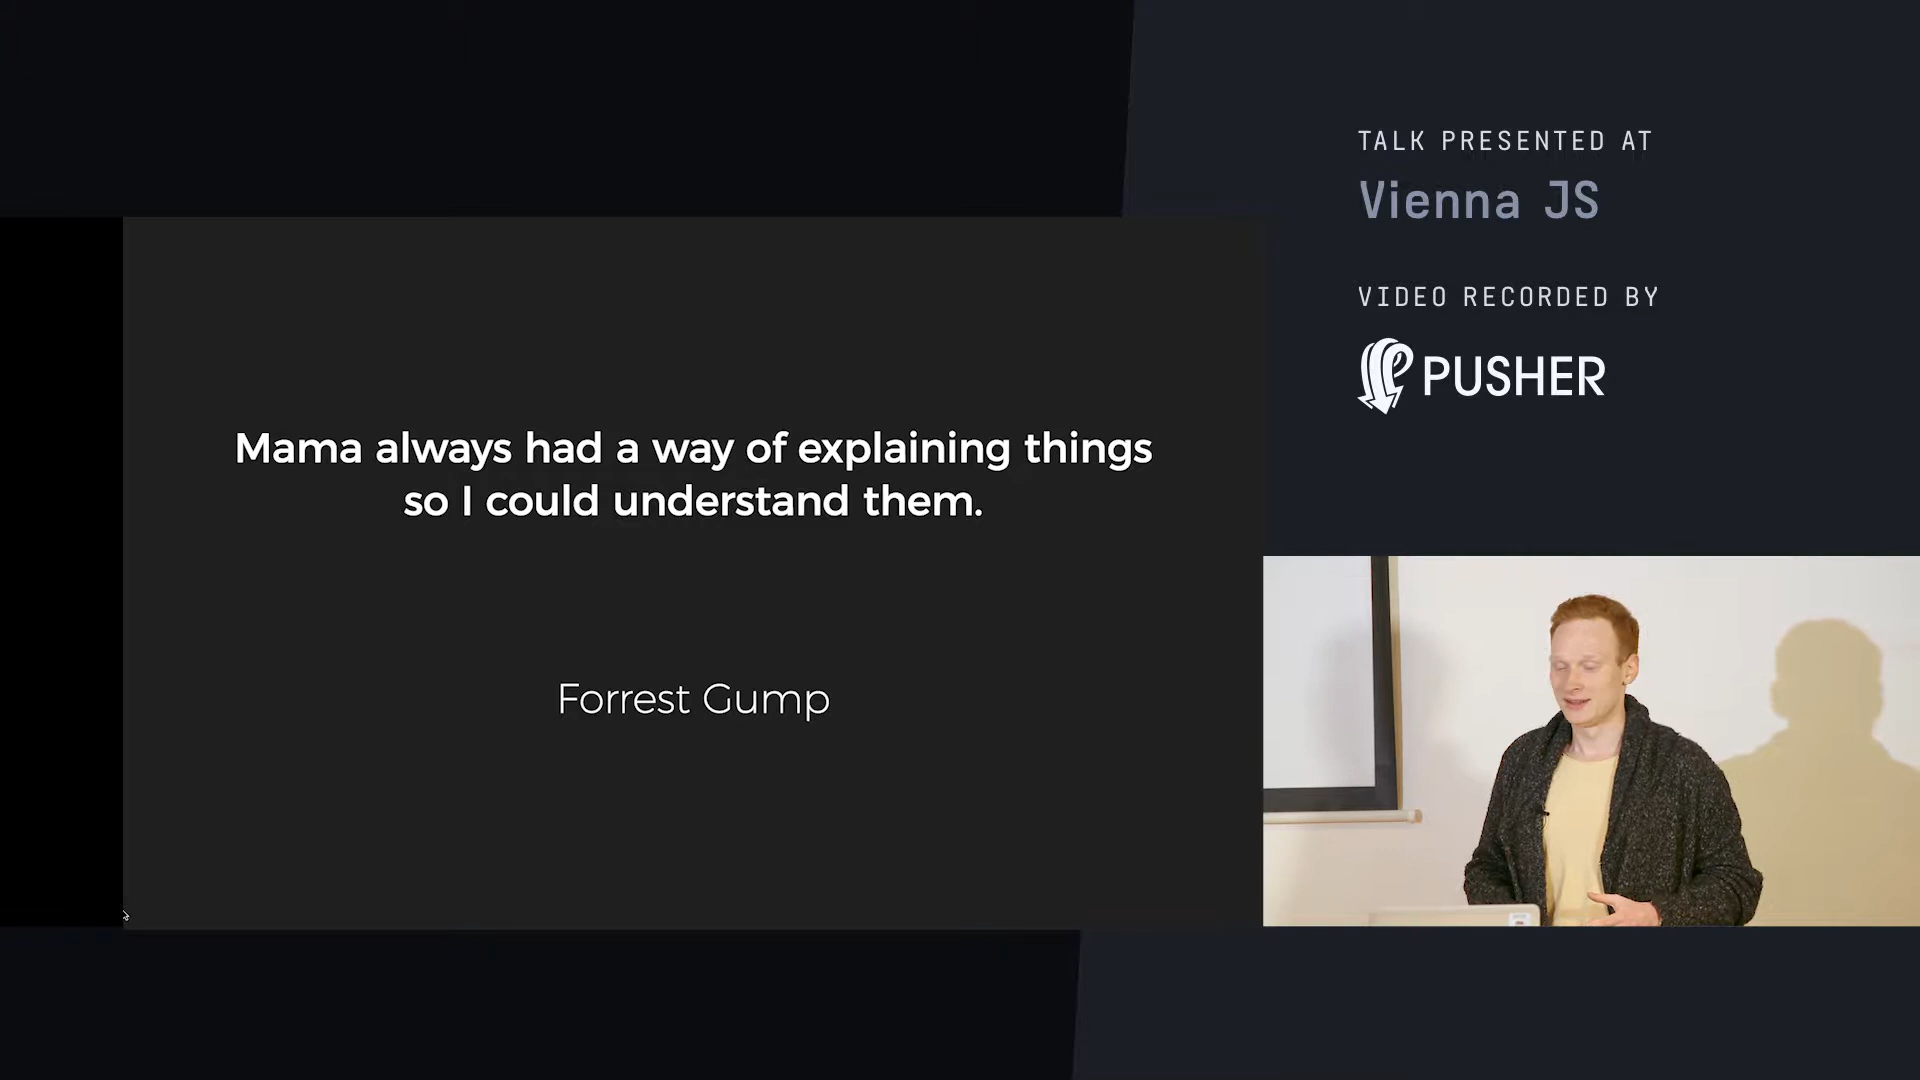 Mama always had a way of explaining things
so I could understand them.
Forrest Gump
TALK PRESENTED AT
Vienna JS
VIDEO RECORDED BY
PUSHER